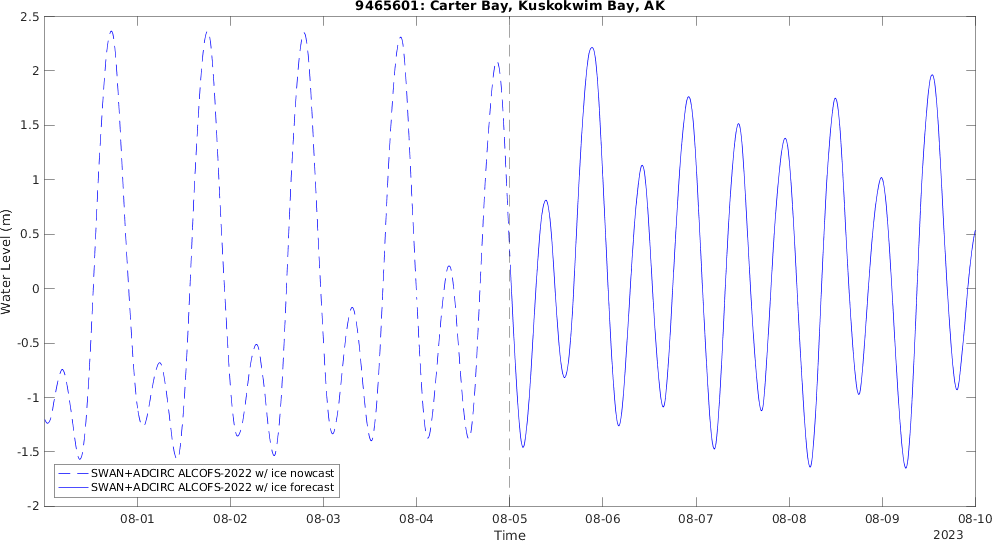 9465601: Carter Bay, Kuskokwim Bay, AK
2.5
2
1.5
1
0.5
0
-0.5
-1
-1.5
-2
Water Level (m)
SWAN+ADCIRC ALCOFS-2022 w/ ice nowcast
SWAN+ADCIRC ALCOFS-2022 w/ ice forecast
08-01 08-02 08-03 08-04 08-05 08-06 08-07 08-08 08-09 08-10
Time
2023